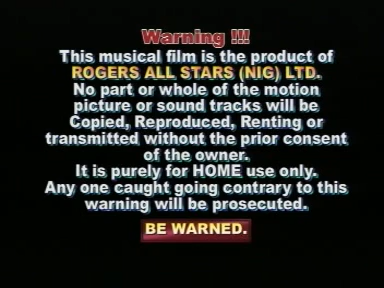 Warning !!!
This musical film is the product of
ROGERS ALL STARS (NIG) LTD.
No part or whole of the motion
picture or sound tracks will be
Copied, Reproduced, Renting or
transmitted without the prior consent
of the owner.
It is purely for HOME use only.
Any one caught going contrary to this
warning will be prosecuted.
BE WARNED.